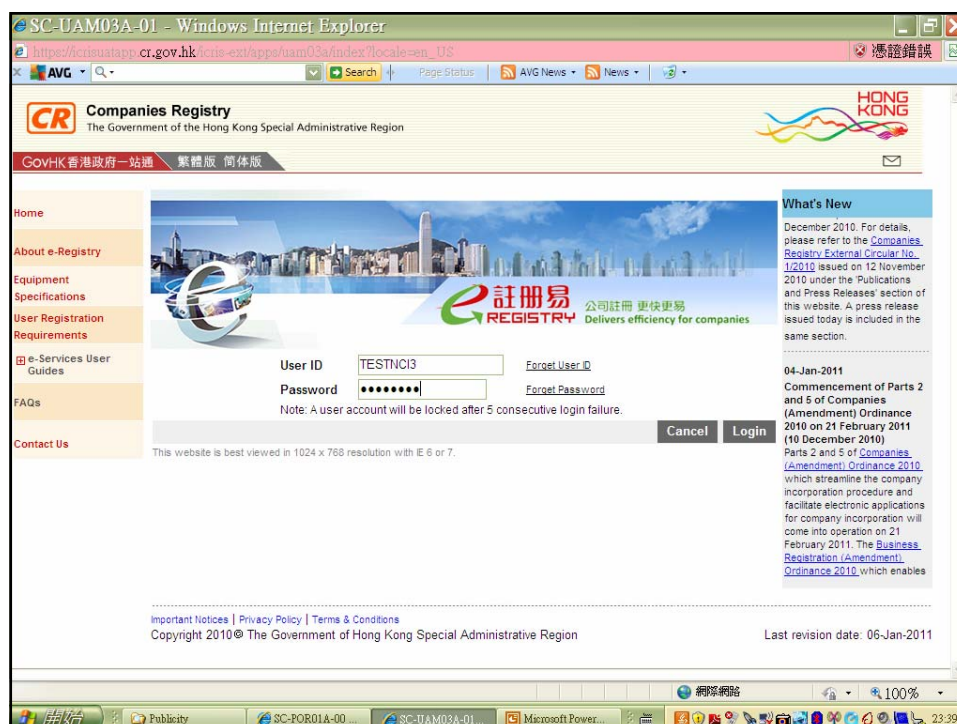 SC-UAM03A-01 - Windows Internet Explorer
https://icrisuatapp.cr.gov.hk/icris-ext/apps/uam03a/index?locale=en_US
憑證錯誤
× AVG
Search
Page Status
AVG News
News
CR
Companies Registry
The Government of the Hong Kong Special Administrative Region
HONG
KONG
GovHK香港政府一站通
繁體版 简体版
Home
About e-Registry
Equipment
Specifications
User Registration
Requirements
e-Services User
Guides
FAQs
Contact Us
e 註冊易
REGISTRY
公司註冊 更快更易
Delivers efficiency for companies
User ID
TESTNCI3
Forget User ID
Password
••••••••
Forget Password
Note: A user account will be locked after 5 consecutive login failure.
Cancel
Login
This website is best viewed in 1024 x 768 resolution with IE 6 or 7.
What's New
December 2010. For details,
please refer to the Companies
Registry External Circular No.
1/2010 issued on 12 November
2010 under the 'Publications
and Press Releases' section of
this website. A press release
issued today is included in the
same section.
04-Jan-2011
Commencement of Parts 2
and 5 of Companies
(Amendment) Ordinance
2010 on 21 February 2011
(10 December 2010)
Parts 2 and 5 of Companies
(Amendment) Ordinance 2010
which streamline the company
incorporation procedure and
facilitate electronic applications
for company incorporation will
come into operation on 21
February 2011. The Business
Registration (Amendment)
Ordinance 2010 which enables
Important Notices | Privacy Policy | Terms & Conditions
Copyright 2010© The Government of Hong Kong Special Administrative Region
Last revision date: 06-Jan-2011
網際網路
100%
開始
Publicity
SC-POR01A-00 ...
SC-UAM03A-01...
Microsoft Power...
23:39